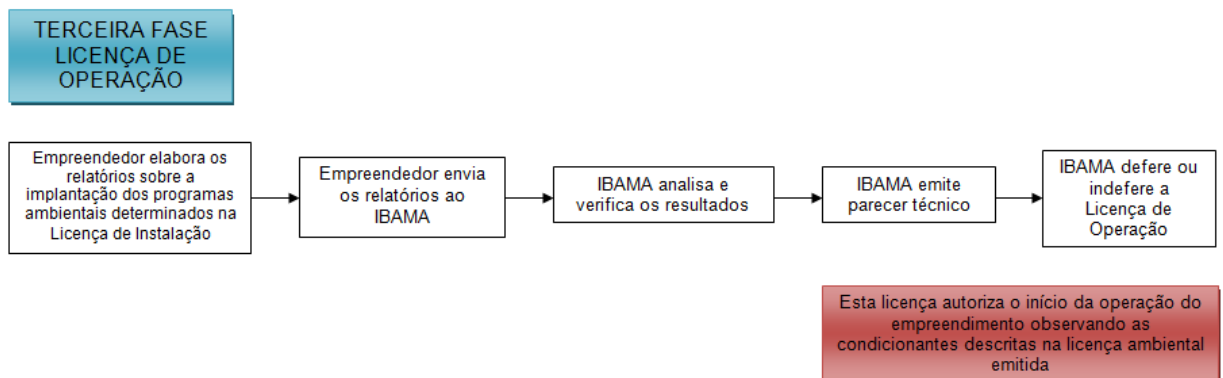 TERCEIRA FASE
LICENÇA DE
OPERAÇÃO
Empreendedor elabora os
relatórios sobre a
implantação dos programas
ambientais determinados na
Licença de Instalação
Empreendedor envia
os relatórios ao
IBAMA
IBAMA analisa e
verifica os resultados
IBAMA emite
parecer técnico
IBAMA defere ou
indefere a
Licença de
Operação
Esta licença autoriza o início da operação do
empreendimento observando as
condicionantes descritas na licença ambiental
emitida